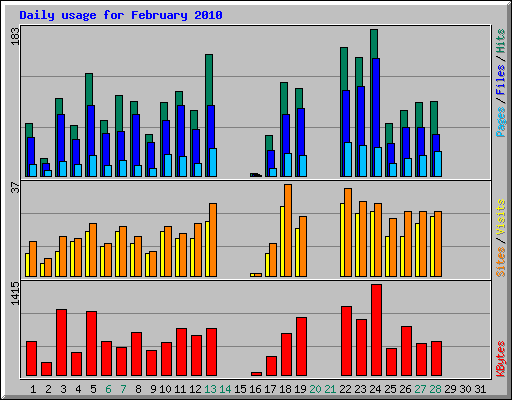 Daily usage for February 2010
183
Pages / Files / Hits
37
Sites / Visits
1415
KBytes
1 2 3 4 5 6 7 8 9 10 11 12 13 14 15 16 17 18 19 20 21 22 23 24 25 26 27 28 29 30 31